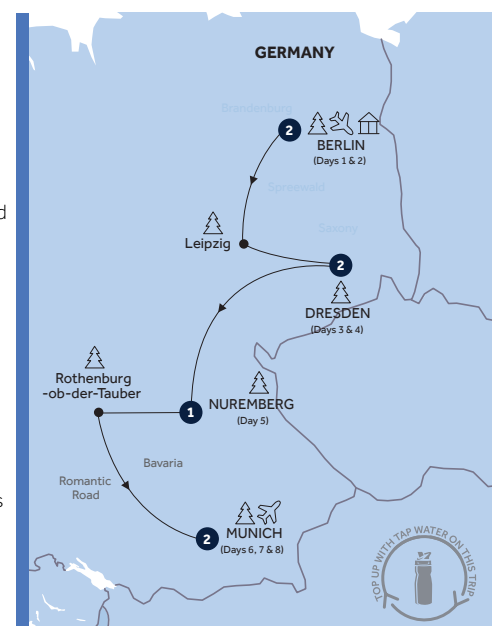 GERMANY
Brandenburg
2
BERLIN
(Days 1 & 2)
Spreewald
d
Saxony
Leipzig
2
DRESDEN
(Days 3 & 4)
Rothenburg
-ob-der-Tauber
1
NUREMBERG
(Day 5)
Bavaria
Romantic
Road
s
2
MUNICH
(Days 6, 7 & 8)
TOP UP WITH TAP WATER ON THIS TRIP